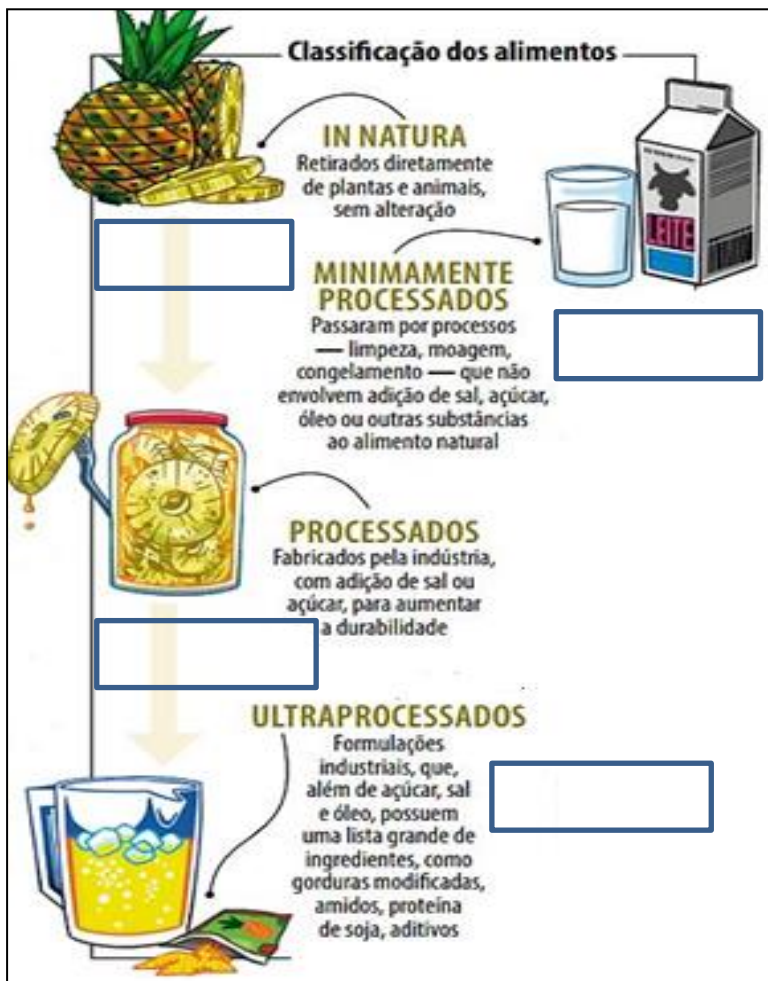 Classificação dos alimentos
IN NATURA
Retirados diretamente
de plantas e animais,
sem alteração
LEITE
MINIMAMENTE
PROCESSADOS
Passaram por processos
— limpeza, moagem,
congelamento — que não
envolvem adição de sal, açúcar,
óleo ou outras substâncias
ao alimento natural
PROCESSADOS
Fabricados pela indústria,
com adição de sal ou
açúcar, para aumentar
a durabilidade
ULTRAPROCESSADOS
Formulações
industriais, que,
além de açúcar, sal
e óleo, possuem
uma lista grande de
ingredientes, como
gorduras modificadas,
amidos, proteína
de soja, aditivos